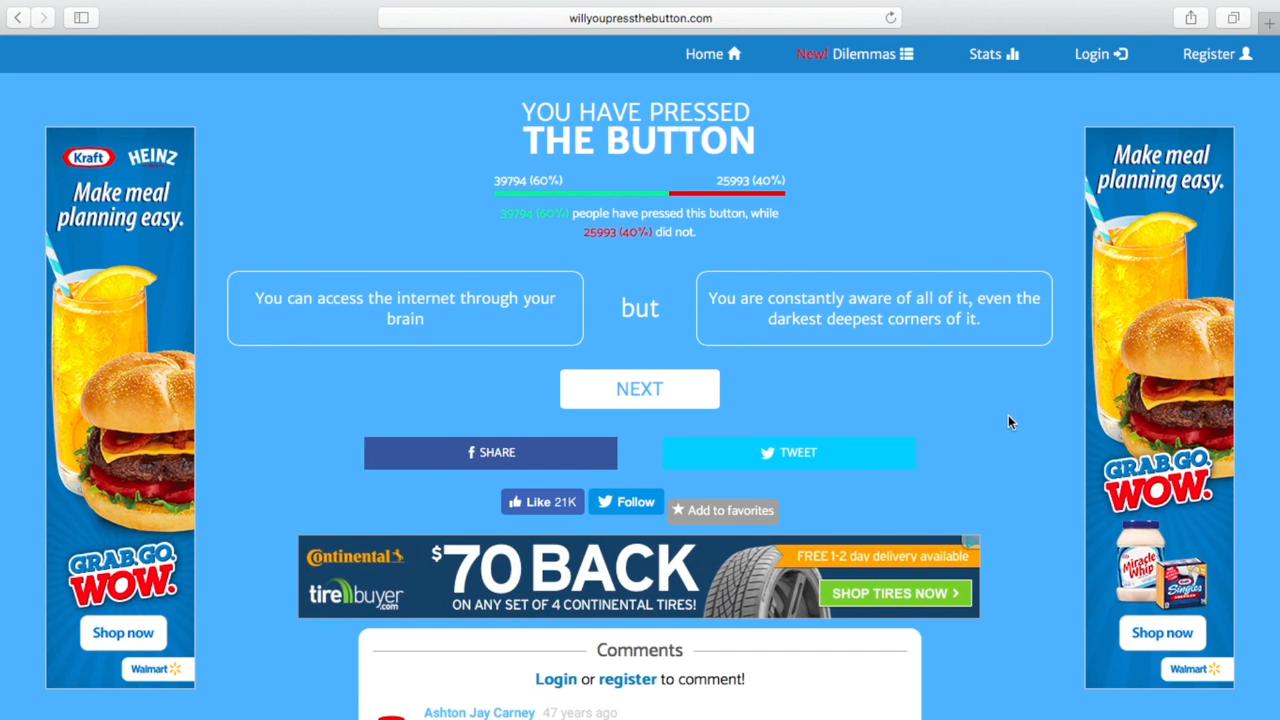 willyoupressthebutton.com
Home
New! Dilemmas
Stats
Login
Register
YOU HAVE PRESSED
THE BUTTON
39794 (60%)
25993 (40%)
39794 (60%) people have pressed this button, while
25993 (40%) did not.
You can access the internet through your
brain
but
You are constantly aware of all of it, even the
darkest deepest corners of it.
NEXT
SHARE
TWEET
Like 21K
Follow
Add to favorites
Kraft HEINZ
Make meal
planning easy.
GRAB. GO.
WOW.
Shop now
Walmart
Make meal
planning easy.
GRAB. GO.
WOW.
Miracle
Whip
Kraft
Singles
Shop now
Walmart
Continental
tirebuyer
.com
$70 BACK
ON ANY SET OF 4 CONTINENTAL TIRES!
FREE 1-2 day delivery available
SHOP TIRES NOW >
Comments
Login or register to comment!
Ashton Jay Carney 47 years ago